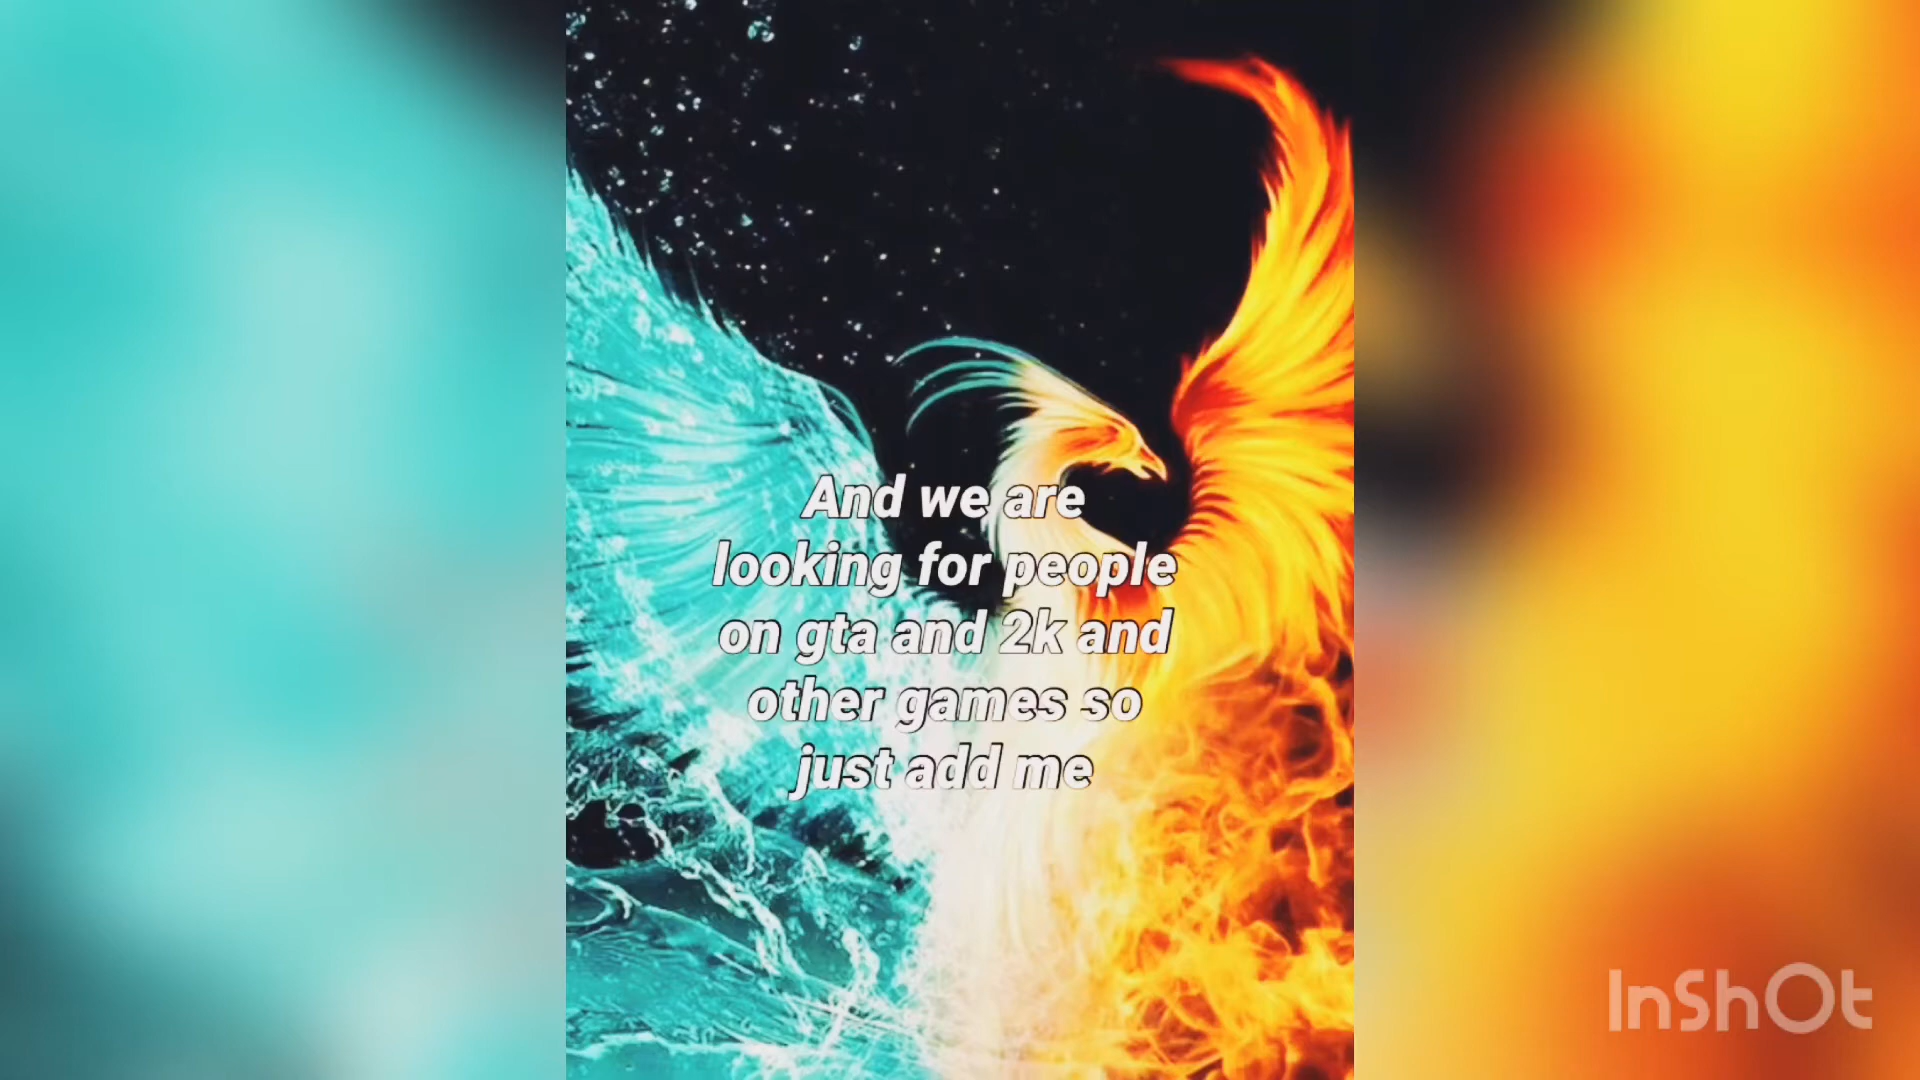 And we are
looking for people
on gta and 2k and
other games so
just add me
InShOt